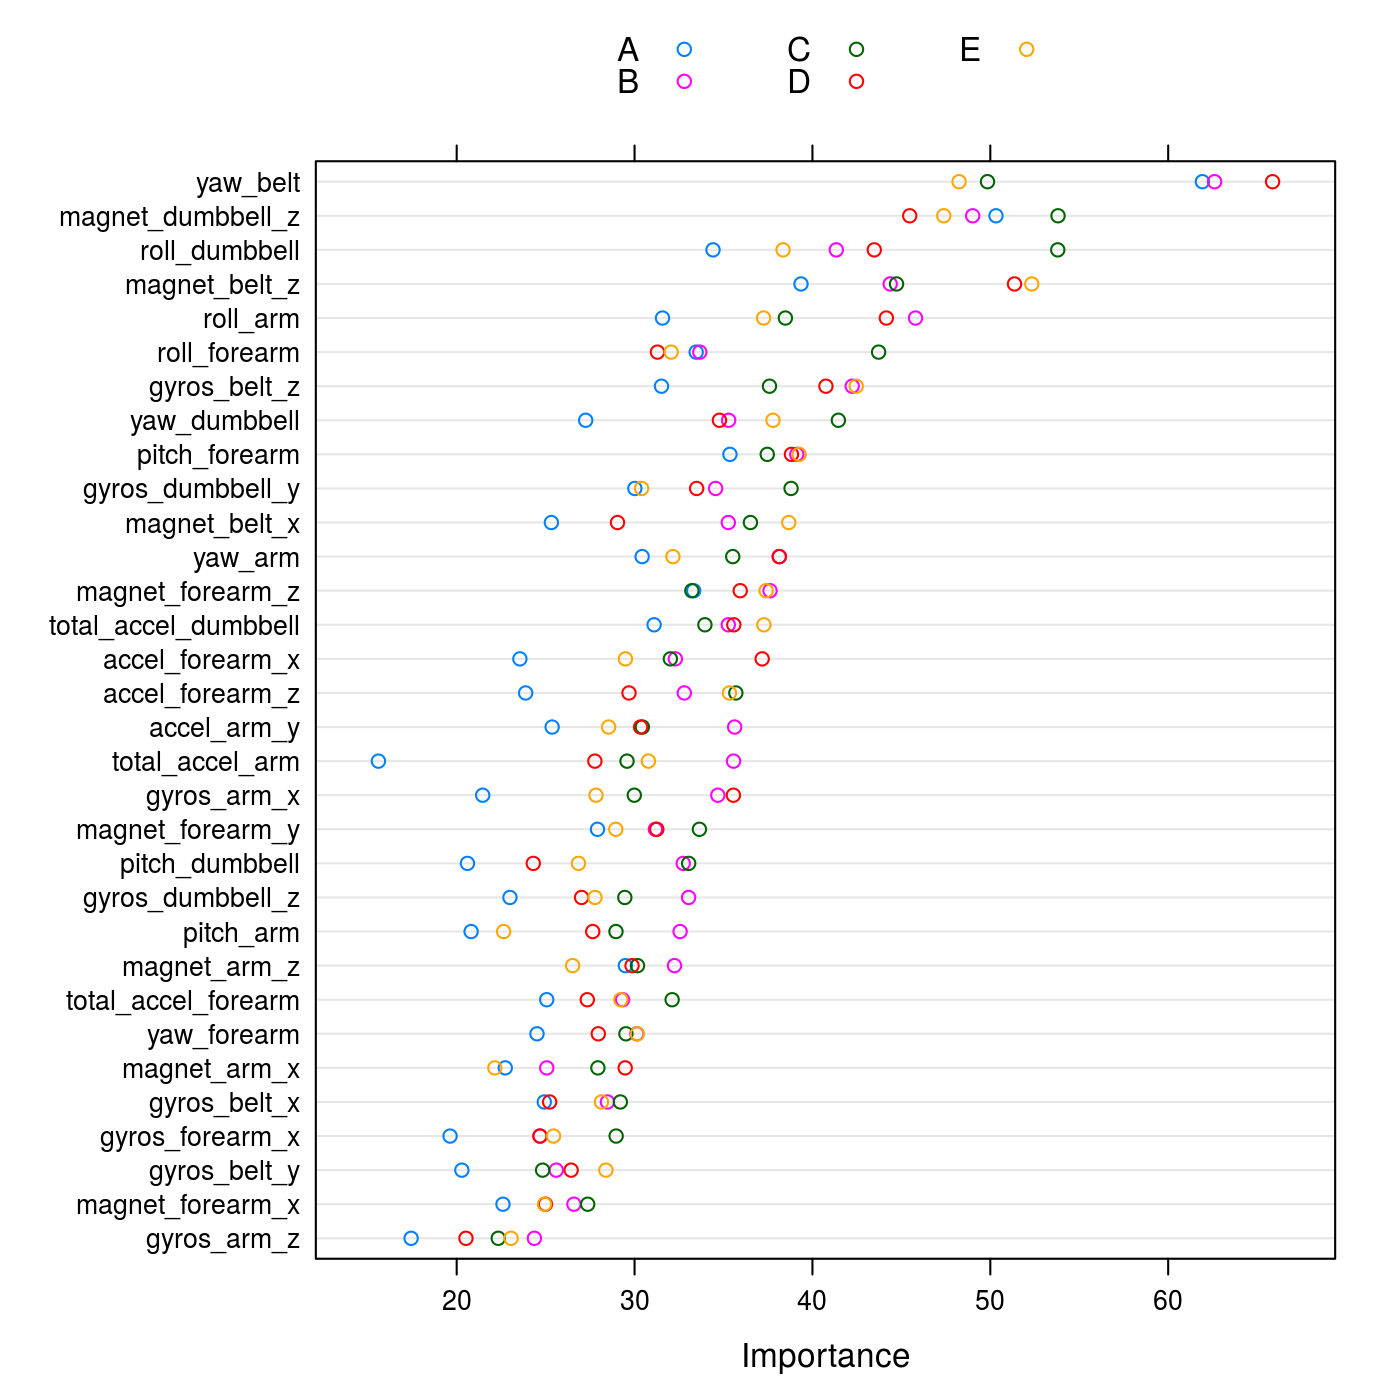 A C E
B D
yaw_belt
magnet_dumbbell_z
roll_dumbbell
magnet_belt_z
roll_arm
roll_forearm
gyros_belt_z
yaw_dumbbell
pitch_forearm
gyros_dumbbell_y
magnet_belt_x
yaw_arm
magnet_forearm_z
total_accel_dumbbell
accel_forearm_x
accel_forearm_z
accel_arm_y
total_accel_arm
gyros_arm_x
magnet_forearm_y
pitch_dumbbell
gyros_dumbbell_z
pitch_arm
magnet_arm_z
total_accel_forearm
yaw_forearm
magnet_arm_x
gyros_belt_x
gyros_forearm_x
gyros_belt_y
magnet_forearm_x
gyros_arm_z
20 30 40 50 60
Importance